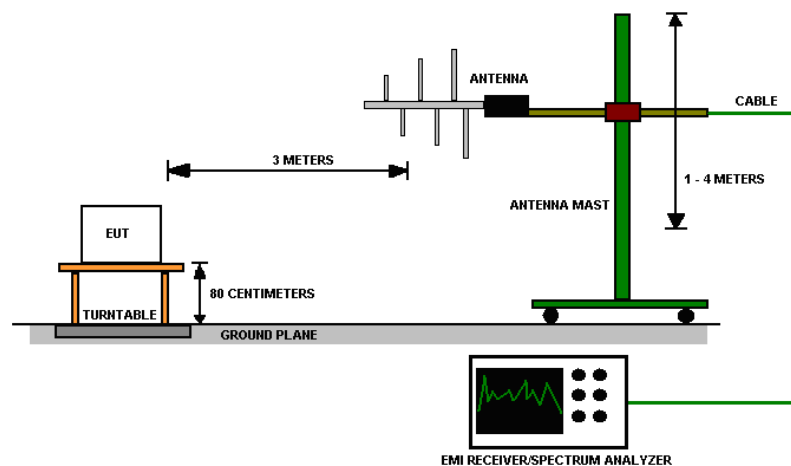 ANTENNA
CABLE
3 METERS
1 - 4 METERS
ANTENNA MAST
EUT
80 CENTIMETERS
TURNTABLE
GROUND PLANE
EMI RECEIVER/SPECTRUM ANALYZER